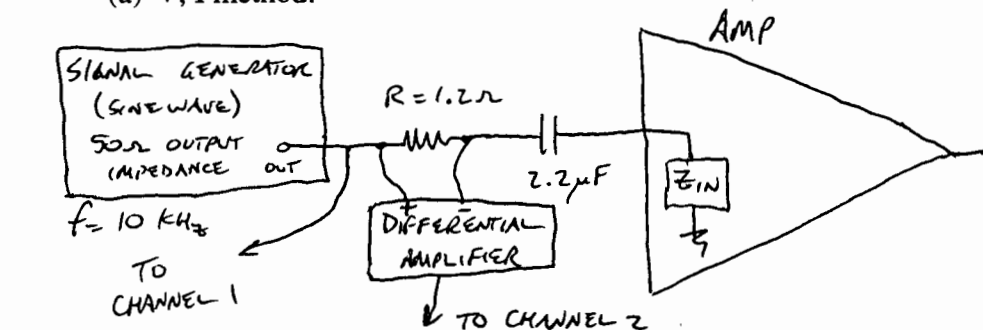 AMP
SIGNAL GENERATOR
(SINEWAVE)
50Ω OUTPUT
IMPEDANCE OUT
R = 1.2Ω
2.2μF
ZIN
f = 10 KHz
+ -
DIFFERENTIAL
AMPLIFIER
TO
CHANNEL 1
TO CHANNEL 2